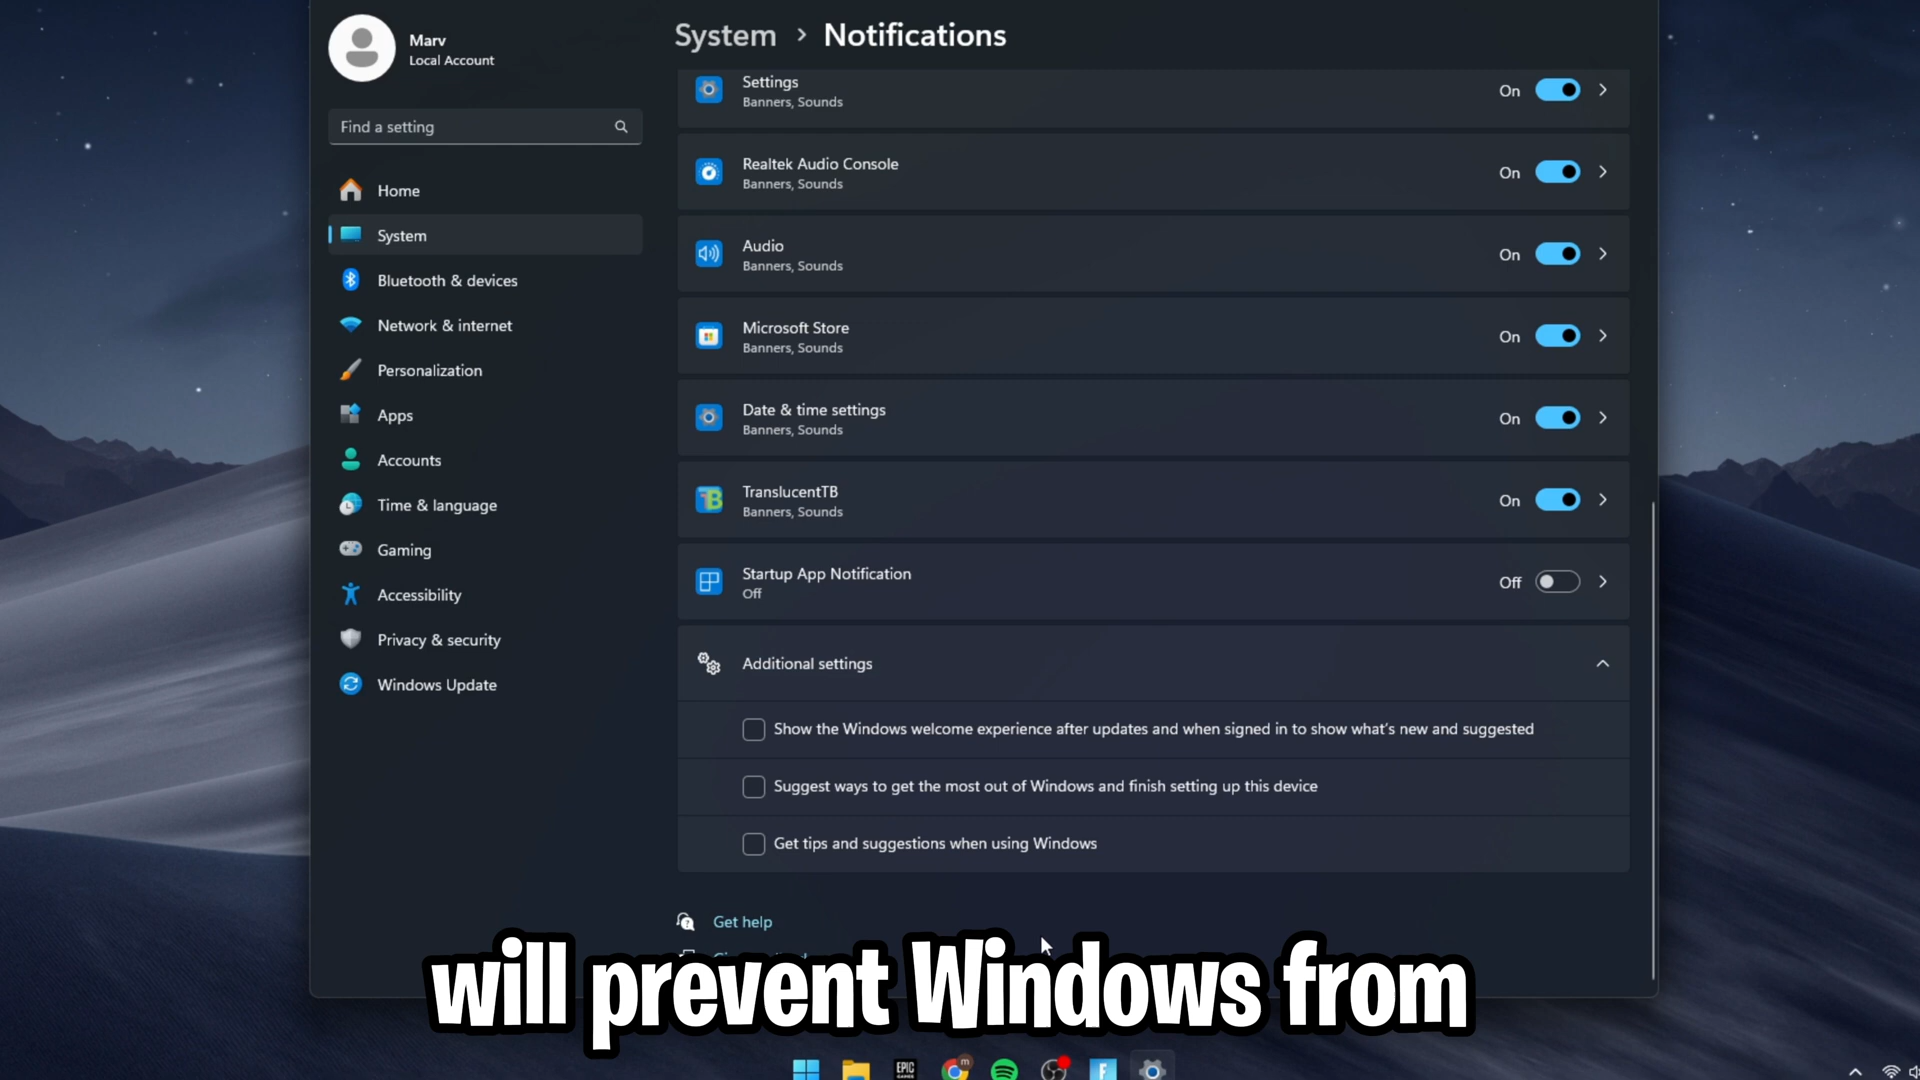 Marv
Local Account
Find a setting
Home
System
Bluetooth & devices
Network & internet
Personalization
Apps
Accounts
Time & language
Gaming
Accessibility
Privacy & security
Windows Update
System > Notifications
Settings
Banners, Sounds
On
Realtek Audio Console
Banners, Sounds
On
Audio
Banners, Sounds
On
Microsoft Store
Banners, Sounds
On
Date & time settings
Banners, Sounds
On
TranslucentTB
Banners, Sounds
On
Startup App Notification
Off
Off
Additional settings
Show the Windows welcome experience after updates and when signed in to show what's new and suggested
Suggest ways to get the most out of Windows and finish setting up this device
Get tips and suggestions when using Windows
Get help
will prevent Windows from
EPIC
GAMES
m